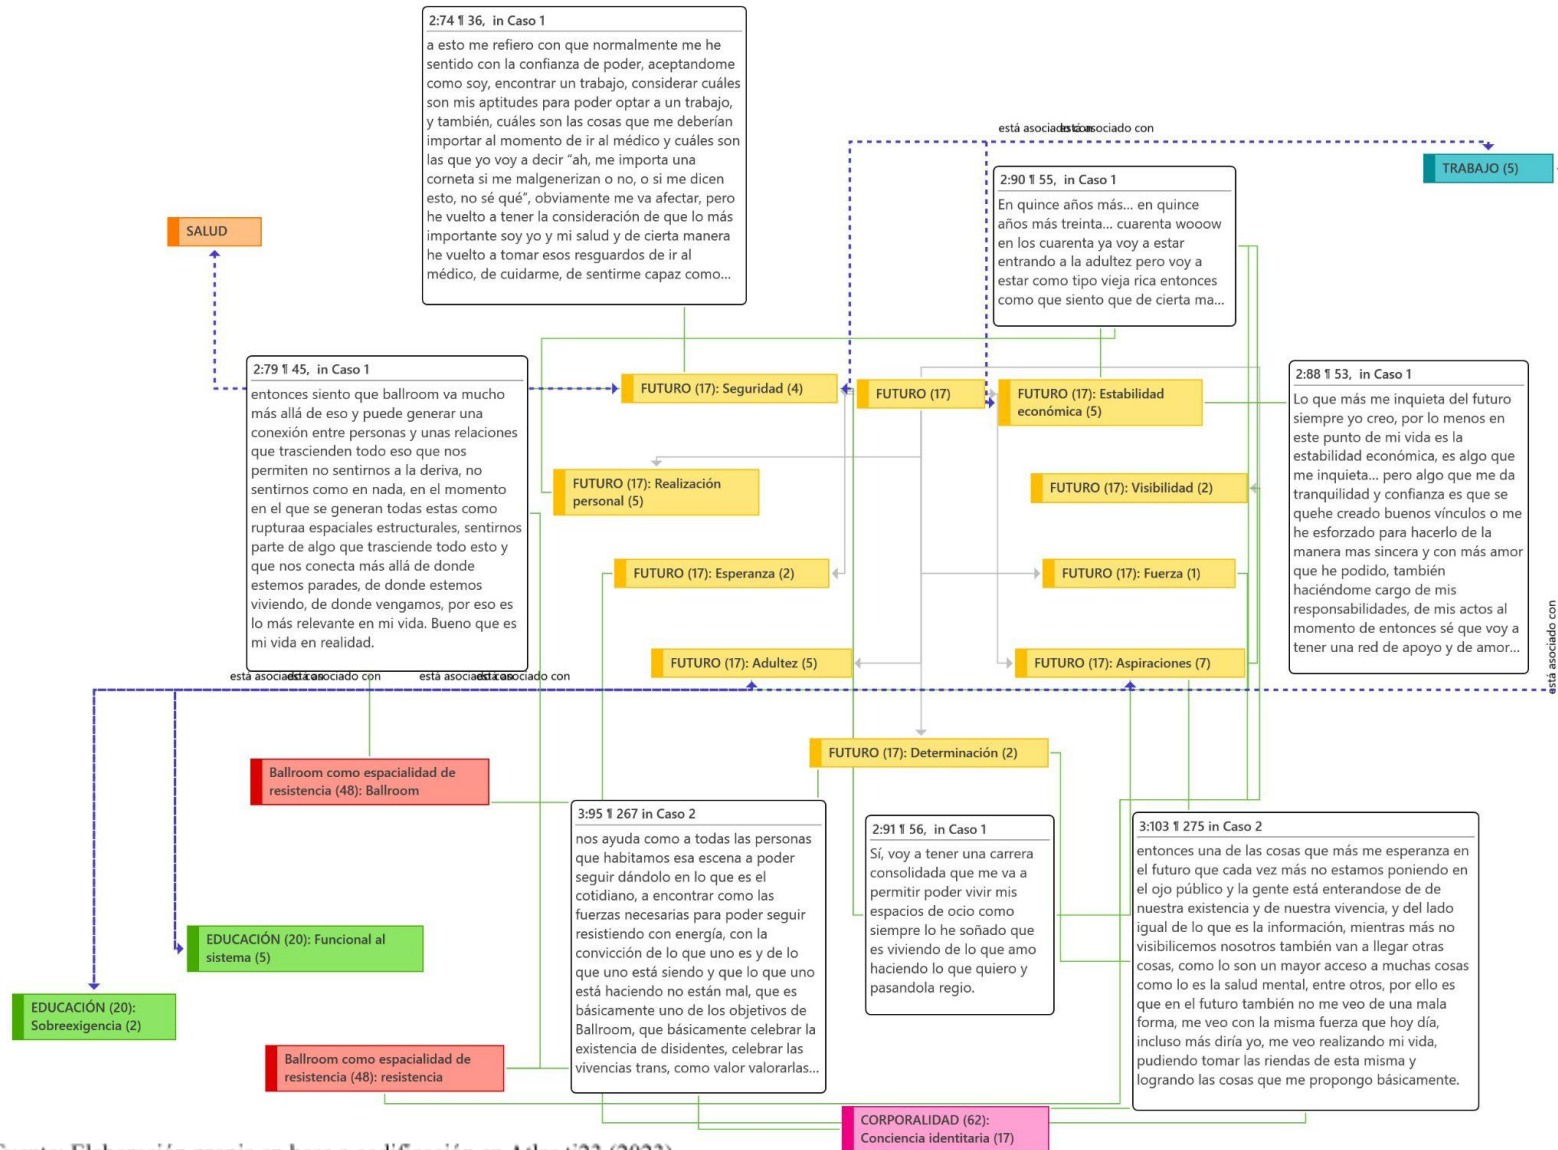 2:74 ¶ 36, in Caso 1
a esto me refiero con que normalmente me he
sentido con la confianza de poder, aceptandome
como soy, encontrar un trabajo, considerar cuáles
son mis aptitudes para poder optar a un trabajo,
y también, cuáles son las cosas que me deberían
importar al momento de ir al médico y cuáles son
las que yo voy a decir “ah, me importa una
corneta si me malgenerizan o no, o si me dicen
esto, no sé qué”, obviamente me va afectar, pero
he vuelto a tener la consideración de que lo más
importante soy yo y mi salud y de cierta manera
he vuelto a tomar esos resguardos de ir al
médico, de cuidarme, de sentirme capaz como...
está asociado con
está asociado con
TRABAJO (5)
2:90 ¶ 55, in Caso 1
En quince años más... en quince
años más treinta... cuarenta wooow
en los cuarenta ya voy a estar
entrando a la adultez pero voy a
estar como tipo vieja rica entonces
como que siento que de cierta ma...
SALUD
2:79 ¶ 45, in Caso 1
entonces siento que ballroom va mucho
más allá de eso y puede generar una
conexión entre personas y unas relaciones
que trascienden todo eso que nos
permiten no sentirnos a la deriva, no
sentirnos como en nada, en el momento
en el que se generan todas estas como
rupturaa espaciales estructurales, sentirnos
parte de algo que trasciende todo esto y
que nos conecta más allá de donde
estemos parades, de donde estemos
viviendo, de donde vengamos, por eso es
lo más relevante en mi vida. Bueno que es
mi vida en realidad.
FUTURO (17): Seguridad (4)
FUTURO (17)
FUTURO (17): Estabilidad
económica (5)
2:88 ¶ 53, in Caso 1
Lo que más me inquieta del futuro
siempre yo creo, por lo menos en
este punto de mi vida es la
estabilidad económica, es algo que
me inquieta... pero algo que me da
tranquilidad y confianza es que se
quehe creado buenos vínculos o me
he esforzado para hacerlo de la
manera mas sincera y con más amor
que he podido, también
haciéndome cargo de mis
responsabilidades, de mis actos al
momento de entonces sé que voy a
tener una red de apoyo y de amor...
FUTURO (17): Realización
personal (5)
FUTURO (17): Visibilidad (2)
FUTURO (17): Esperanza (2)
FUTURO (17): Fuerza (1)
FUTURO (17): Adultez (5)
FUTURO (17): Aspiraciones (7)
está asociado con
está asociado con
está asociado con
está asociado con
está asociado con
FUTURO (17): Determinación (2)
Ballroom como espacialidad de
resistencia (48): Ballroom
3:95 ¶ 267 in Caso 2
nos ayuda como a todas las personas
que habitamos esa escena a poder
seguir dándolo en lo que es el
cotidiano, a encontrar como las
fuerzas necesarias para poder seguir
resistiendo con energía, con la
convicción de lo que uno es y de lo
que uno está siendo y que lo que uno
está haciendo no están mal, que es
básicamente uno de los objetivos de
Ballroom, que básicamente celebrar la
existencia de disidentes, celebrar las
vivencias trans, como valor valorarlas...
2:91 ¶ 56, in Caso 1
Sí, voy a tener una carrera
consolidada que me va a
permitir poder vivir mis
espacios de ocio como
siempre lo he soñado que
es viviendo de lo que amo
haciendo lo que quiero y
pasandola regio.
3:103 ¶ 275 in Caso 2
entonces una de las cosas que más me esperanza en
el futuro que cada vez más no estamos poniendo en
el ojo público y la gente está enterandose de de
nuestra existencia y de nuestra vivencia, y del lado
igual de lo que es la información, mientras más no
visibilicemos nosotros también van a llegar otras
cosas, como lo son un mayor acceso a muchas cosas
como lo es la salud mental, entre otros, por ello es
que en el futuro también no me veo de una mala
forma, me veo con la misma fuerza que hoy día,
incluso más diría yo, me veo realizando mi vida,
pudiendo tomar las riendas de esta misma y
logrando las cosas que me propongo básicamente.
EDUCACIÓN (20): Funcional al
sistema (5)
EDUCACIÓN (20):
Sobreexigencia (2)
Ballroom como espacialidad de
resistencia (48): resistencia
CORPORALIDAD (62):
Conciencia identitaria (17)